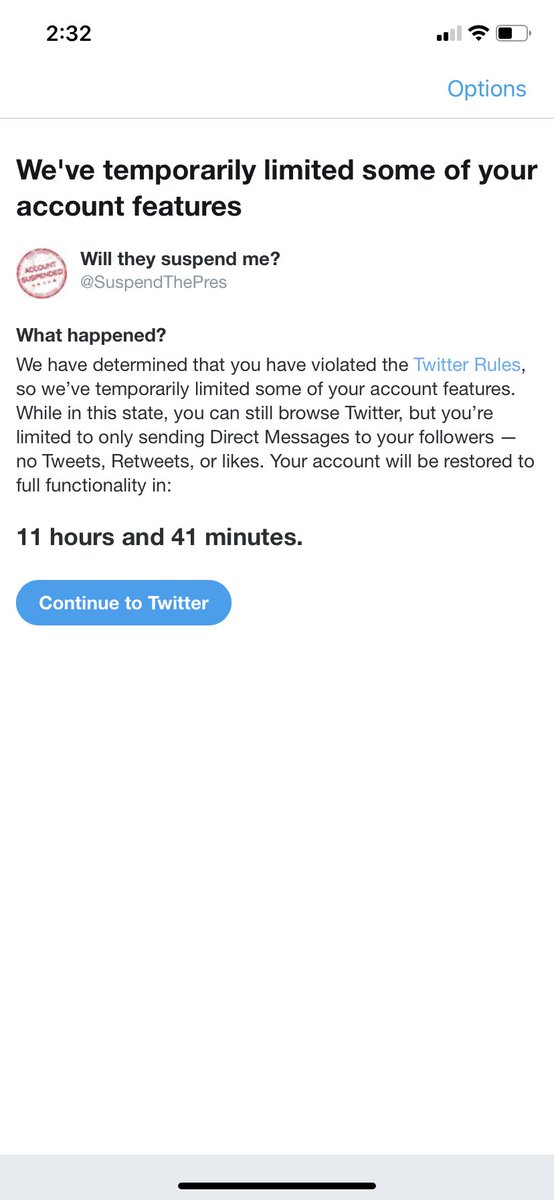 2:32
Options
We've temporarily limited some of your
account features
ACCOUNT
SUSPENDED
Will they suspend me?
@SuspendThePres
What happened?
We have determined that you have violated the Twitter Rules,
so we’ve temporarily limited some of your account features.
While in this state, you can still browse Twitter, but you’re
limited to only sending Direct Messages to your followers —
no Tweets, Retweets, or likes. Your account will be restored to
full functionality in:
11 hours and 41 minutes.
Continue to Twitter